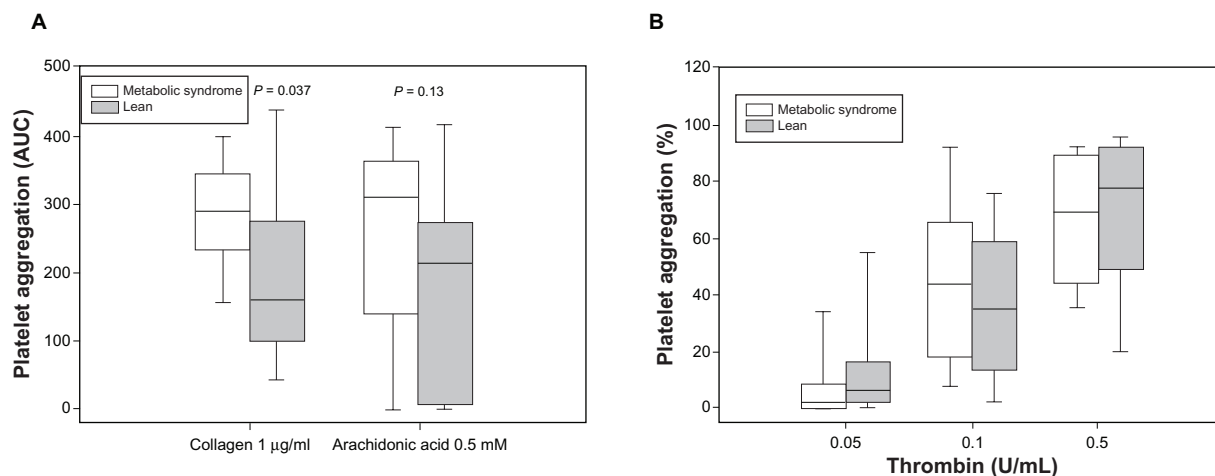 A
Platelet aggregation (AUC)
500
400
300
200
100
0
Metabolic syndrome
Lean
P = 0.037
P = 0.13
Collagen 1 μg/ml
Arachidonic acid 0.5 mM
B
Platelet aggregation (%)
120
100
80
60
40
20
0
Metabolic syndrome
Lean
0.05
0.1
0.5
Thrombin (U/mL)